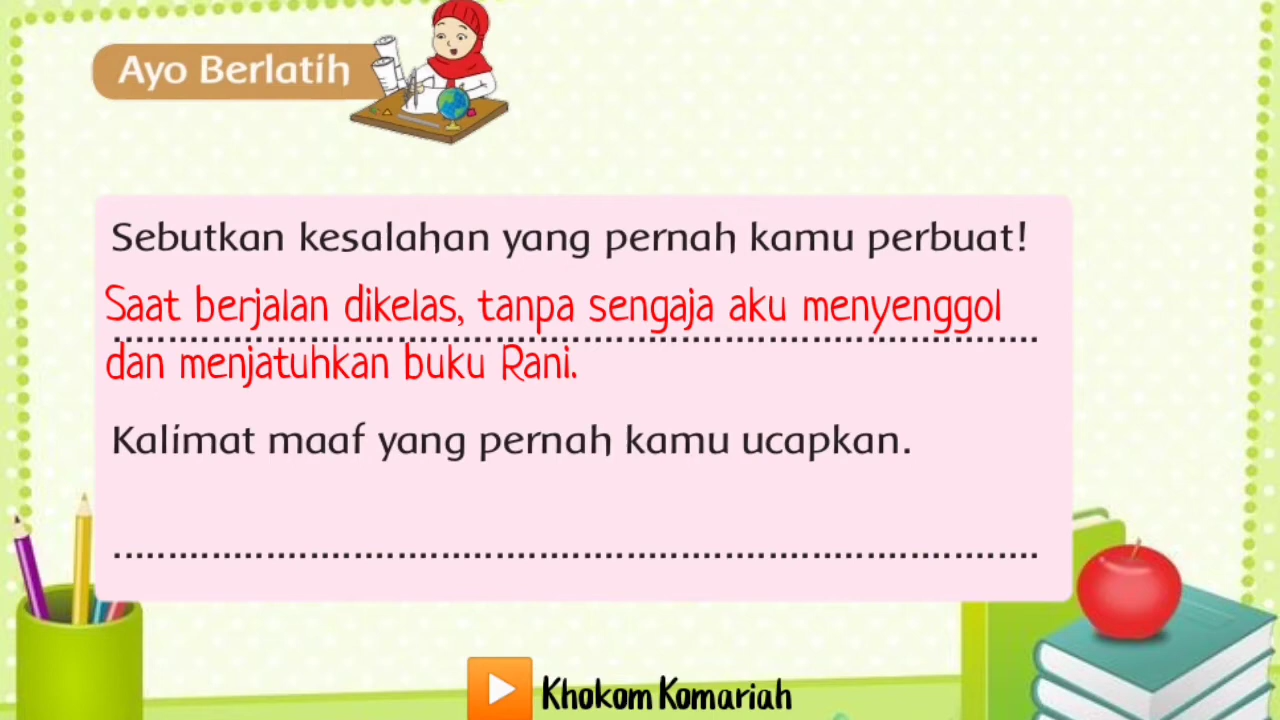 Ayo Berlatih
Sebutkan kesalahan yang pernah kamu perbuat!
Saat berjalan dikelas, tanpa sengaja aku menyenggol
dan menjatuhkan buku Rani.
Kalimat maaf yang pernah kamu ucapkan.
Khokom Komariah